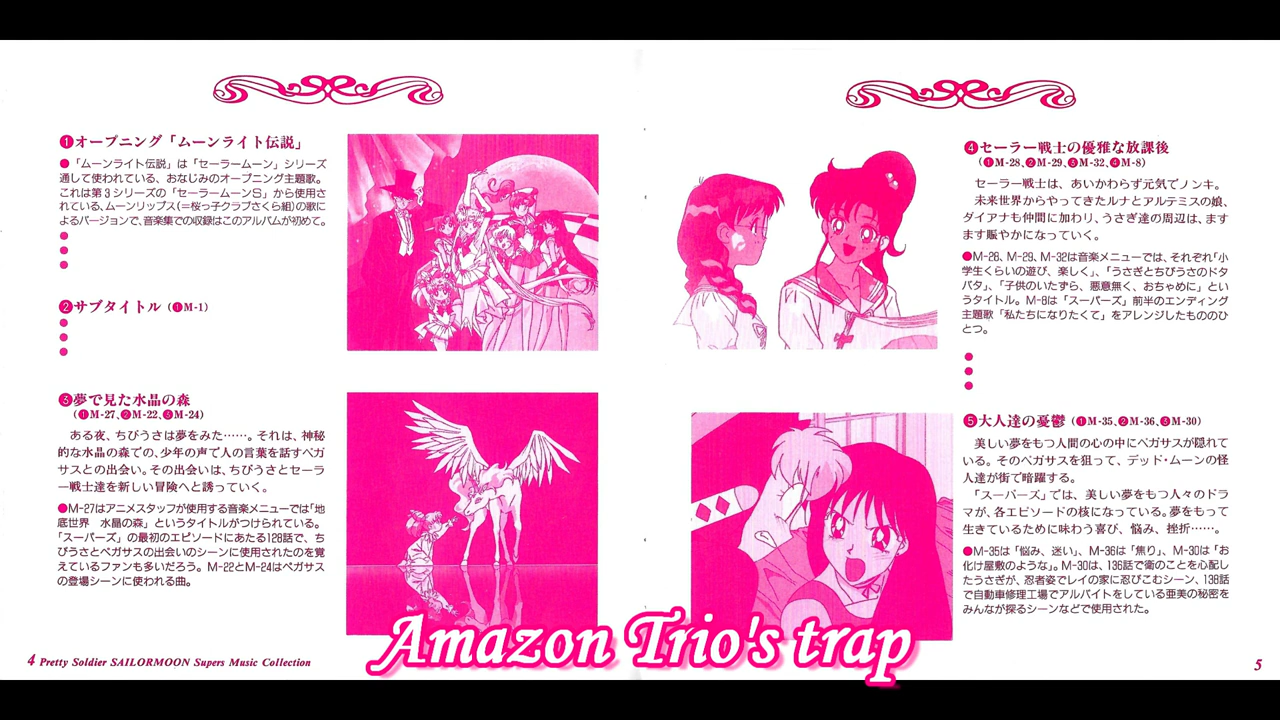 ❶オープニング「ムーンライト伝説」
●「ムーンライト伝説」は「セーラームーン」シリーズ
通して使われている、おなじみのオープニング主題歌。
これは第3シリーズの「セーラームーンS」から使用さ
れている、ムーンリップス(=桜っ子クラブさくら組)の歌に
よるバージョンで、音楽集での収録はこのアルバムが初めて。
●
●
●
❷サブタイトル (❶M-1)
●
●
●
❸夢で見た水晶の森
(❶M-27、❷M-22、❸M-24)
ある夜、ちびうさは夢をみた……。それは、神秘
的な水晶の森での、少年の声で人の言葉を話すペガ
サスとの出会い。その出会いは、ちびうさとセーラ
ー戦士達を新しい冒険へと誘っていく。
●M-27はアニメスタッフが使用する音楽メニューでは「地
底世界 水晶の森」というタイトルがつけられている。
「スーパーズ」の最初のエピソードにあたる128話で、ち
びうさとペガサスの出会いのシーンに使用されたのを覚
えているファンも多いだろう。M-22とM-24はペガサス
の登場シーンに使われる曲。
4 Pretty Soldier SAILORMOON Supers Music Collection
❹セーラー戦士の優雅な放課後
(❶M-28、❷M-29、❸M-32、❹M-8)
セーラー戦士は、あいかわらず元気でノンキ。
未来世界からやってきたルナとアルテミスの娘、
ダイアナも仲間に加わり、うさぎ達の周辺は、ます
ます賑やかになっていく。
●M-28、M-29、M-32は音楽メニューでは、それぞれ「小
学生くらいの遊び、楽しく」、「うさぎとちびうさのドタ
バタ」、「子供のいたずら、悪意無く、おちゃめに」とい
うタイトル。M-8は「スーパーズ」前半のエンディング
主題歌「私たちになりたくて」をアレンジしたもののひ
とつ。
●
●
●
❺大人達の憂鬱 (❶M-35、❷M-36、❸M-30)
美しい夢をもつ人間の心の中にペガサスが隠れて
いる。そのペガサスを狙って、デッド・ムーンの怪
人達が街で暗躍する。
「スーパーズ」では、美しい夢をもつ人々のドラ
マが、各エピソードの核になっている。夢をもって
生きているために味わう喜び、悩み、挫折……。
●M-35は「悩み、迷い」、M-36は「焦り」、M-30は「お
化け屋敷のような」。M-30は、136話で衛のことを心配し
たうさぎが、忍者姿でレイの家に忍びこむシーン、138話
で自動車修理工場でアルバイトをしている亜美の秘密を
みんなが探るシーンなどで使用された。
5
Amazon Trio's trap